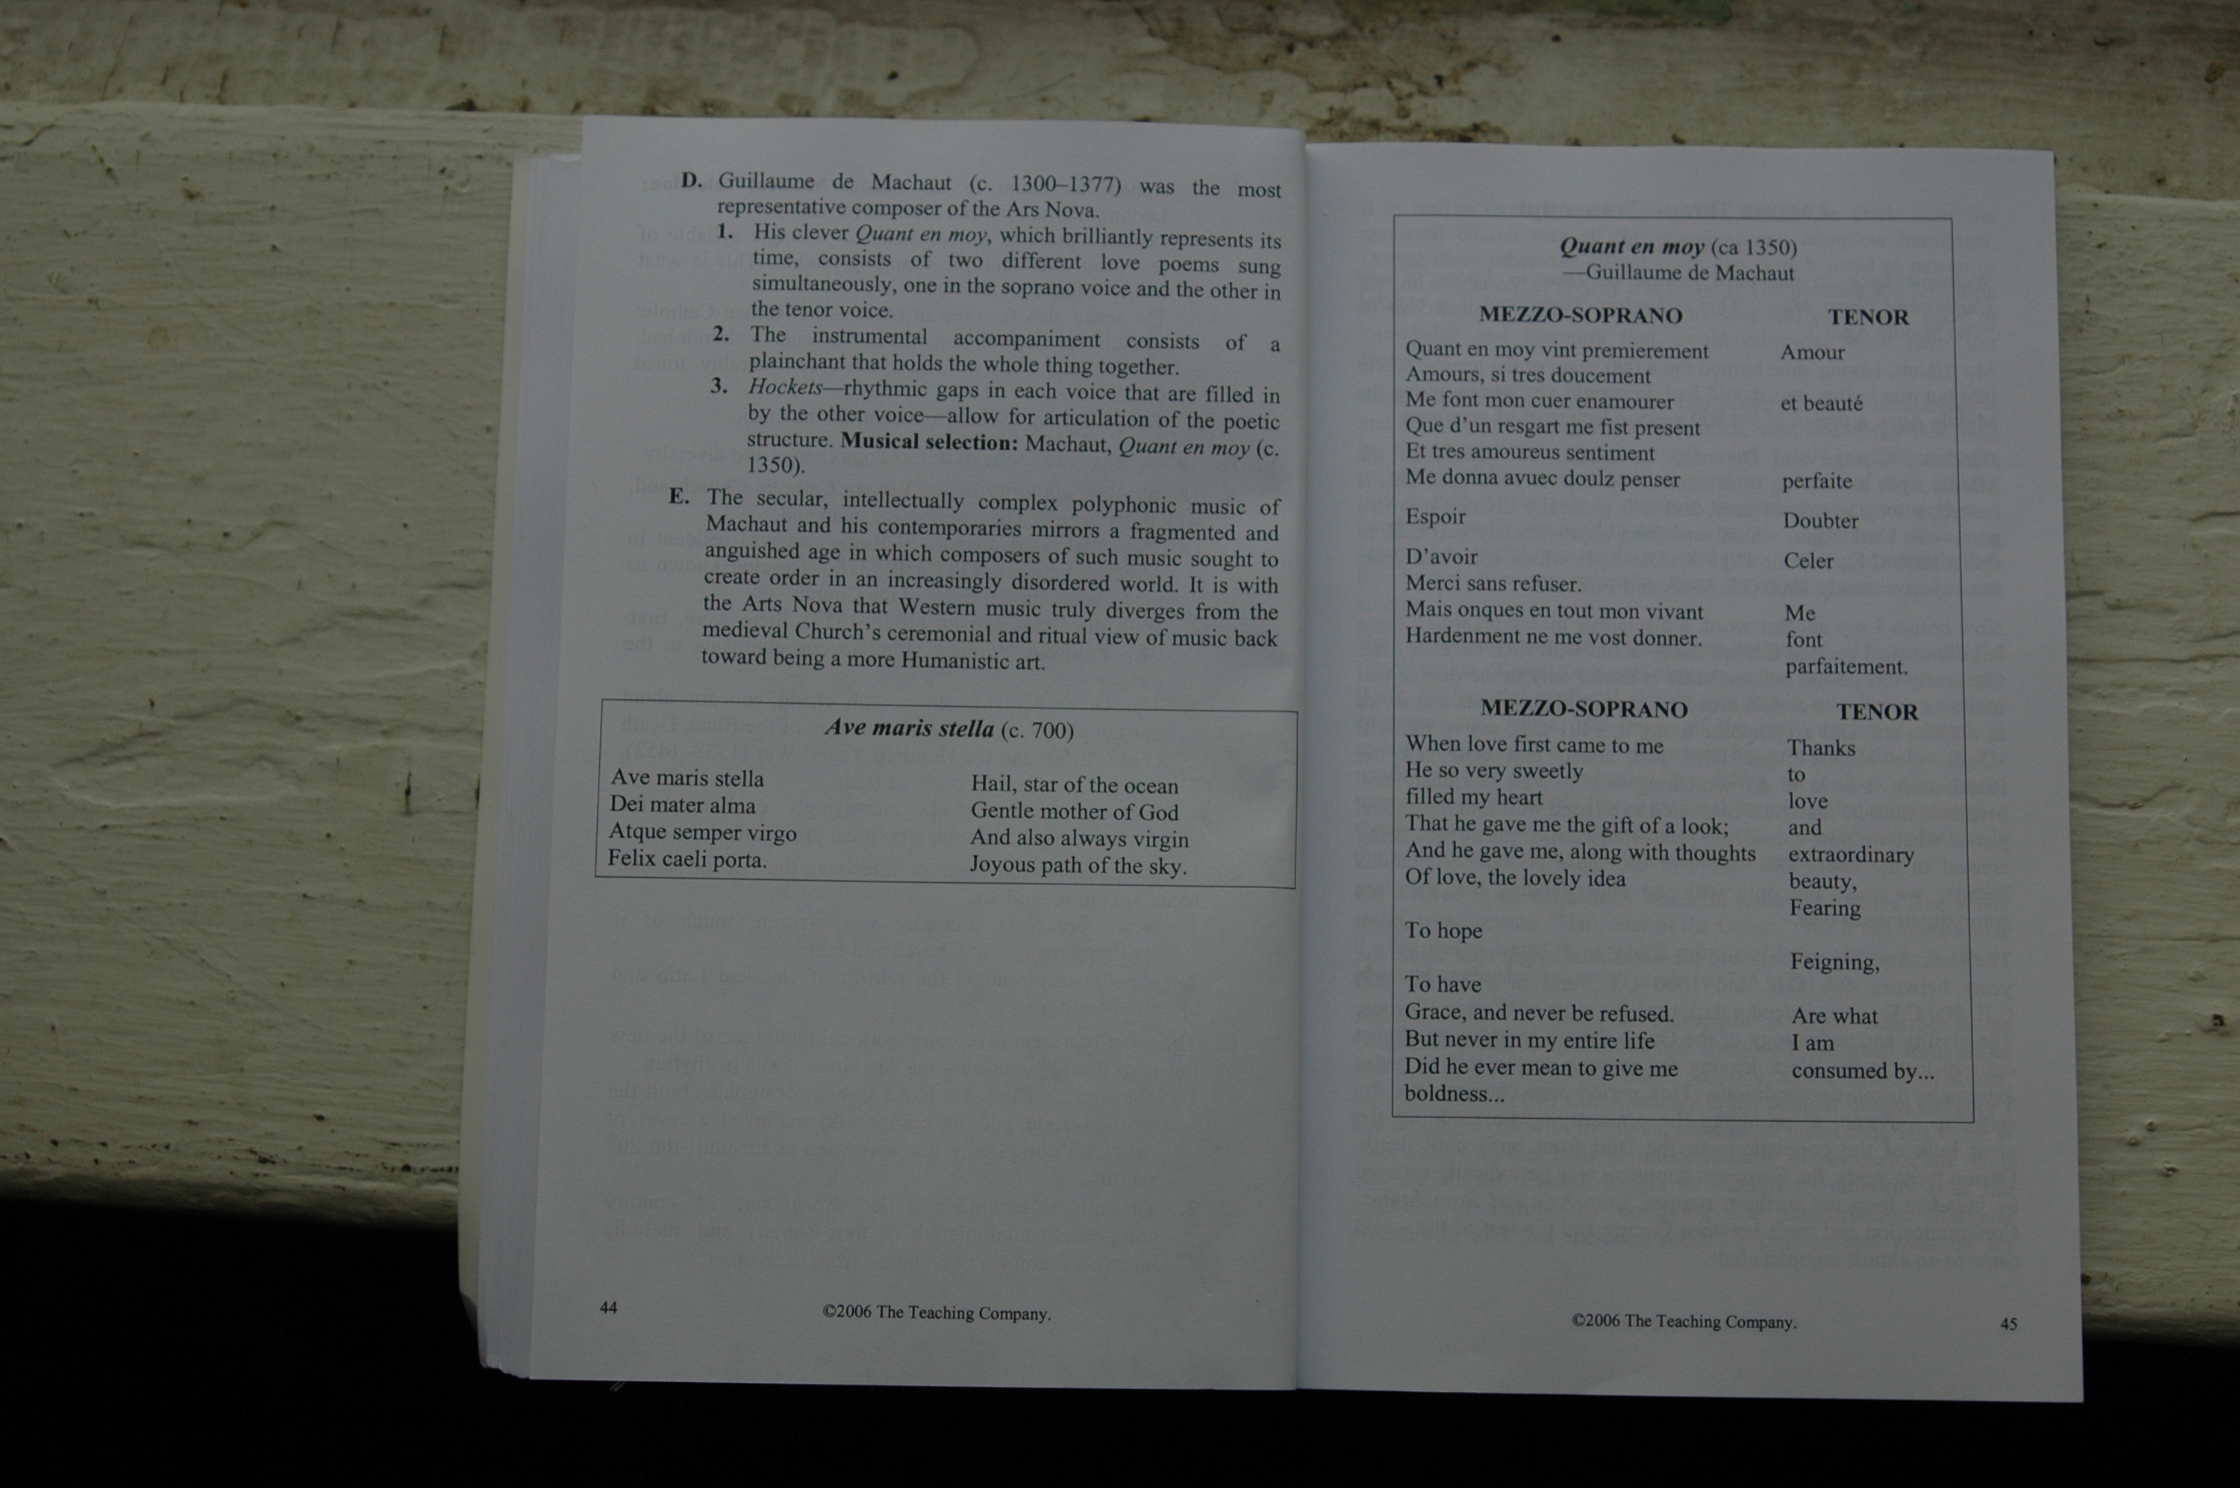 D. Guillaume de Machaut (c. 1300–1377) was the most
representative composer of the Ars Nova.
1. His clever Quant en moy, which brilliantly represents its
time, consists of two different love poems sung
simultaneously, one in the soprano voice and the other in
the tenor voice.
2. The instrumental accompaniment consists of a
plainchant that holds the whole thing together.
3. Hockets—rhythmic gaps in each voice that are filled in
by the other voice—allow for articulation of the poetic
structure. Musical selection: Machaut, Quant en moy (c.
1350).
E. The secular, intellectually complex polyphonic music of
Machaut and his contemporaries mirrors a fragmented and
anguished age in which composers of such music sought to
create order in an increasingly disordered world. It is with
the Arts Nova that Western music truly diverges from the
medieval Church's ceremonial and ritual view of music back
toward being a more Humanistic art.
Ave maris stella (c. 700)
Ave maris stella Hail, star of the ocean
Dei mater alma Gentle mother of God
Atque semper virgo And also always virgin
Felix caeli porta. Joyous path of the sky.
44 ©2006 The Teaching Company.
Quant en moy (ca 1350)
—Guillaume de Machaut
MEZZO-SOPRANO TENOR
Quant en moy vint premierement Amour
Amours, si tres doucement
Me font mon cuer enamourer et beauté
Que d'un resgart me fist present
Et tres amoureus sentiment
Me donna avuec doulz penser perfaite
Espoir Doubter
D'avoir Celer
Merci sans refuser.
Mais onques en tout mon vivant Me
Hardenment ne me vost donner. font
parfaitement.
MEZZO-SOPRANO TENOR
When love first came to me Thanks
He so very sweetly to
filled my heart love
That he gave me the gift of a look; and
And he gave me, along with thoughts extraordinary
Of love, the lovely idea beauty,
Fearing
To hope
Feigning,
To have
Grace, and never be refused. Are what
But never in my entire life I am
Did he ever mean to give me consumed by...
boldness...
©2006 The Teaching Company. 45